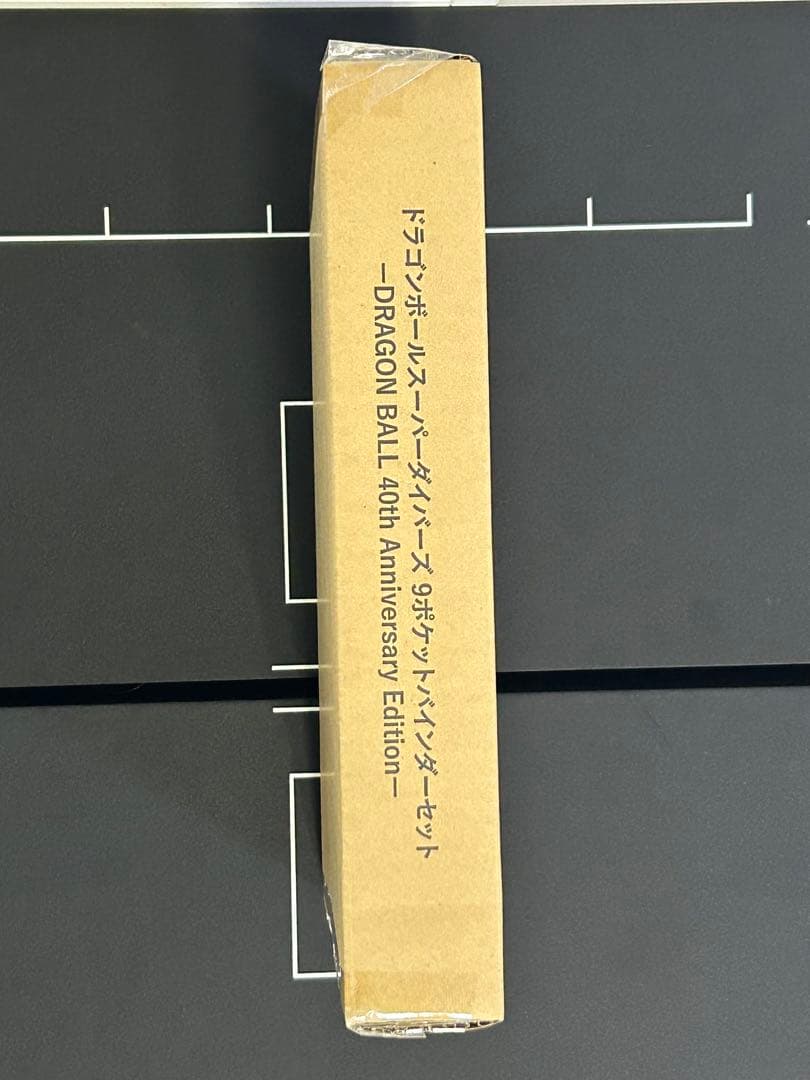 ドラゴンボールスーパーダイバーズ 9ポケットバインダーセット
ーDRAGON BALL 40th Anniversary Editionー